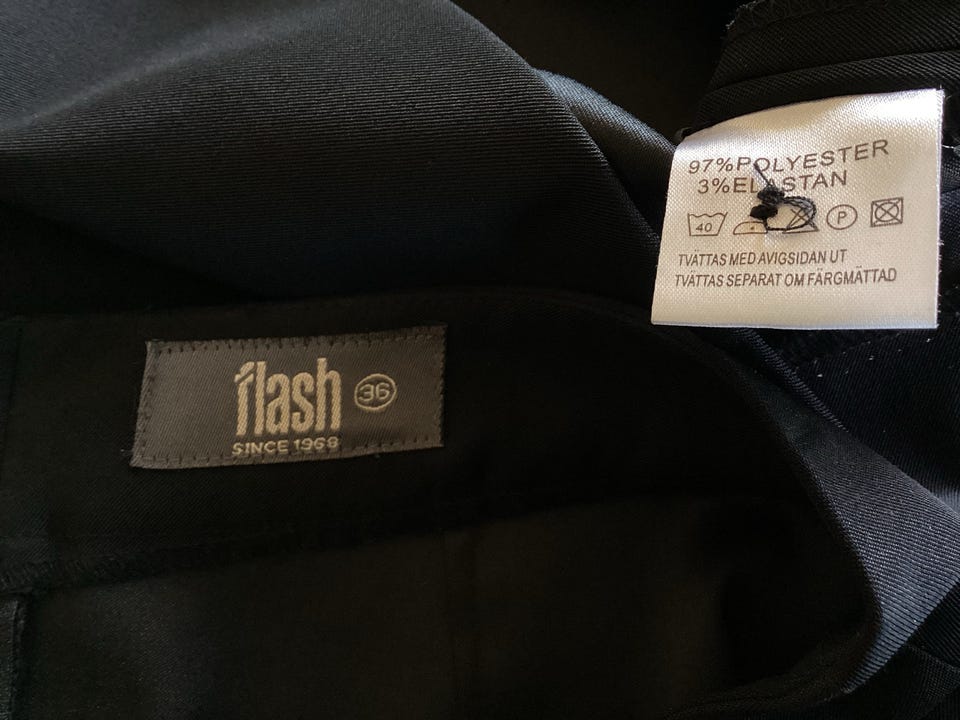 97%POLYESTER
3%ELASTAN
40
P
TVÄTTAS MED AVIGSIDAN UT
TVÄTTAS SEPARAT OM FÄRGMÄTTAD
flash 36
SINCE 1968